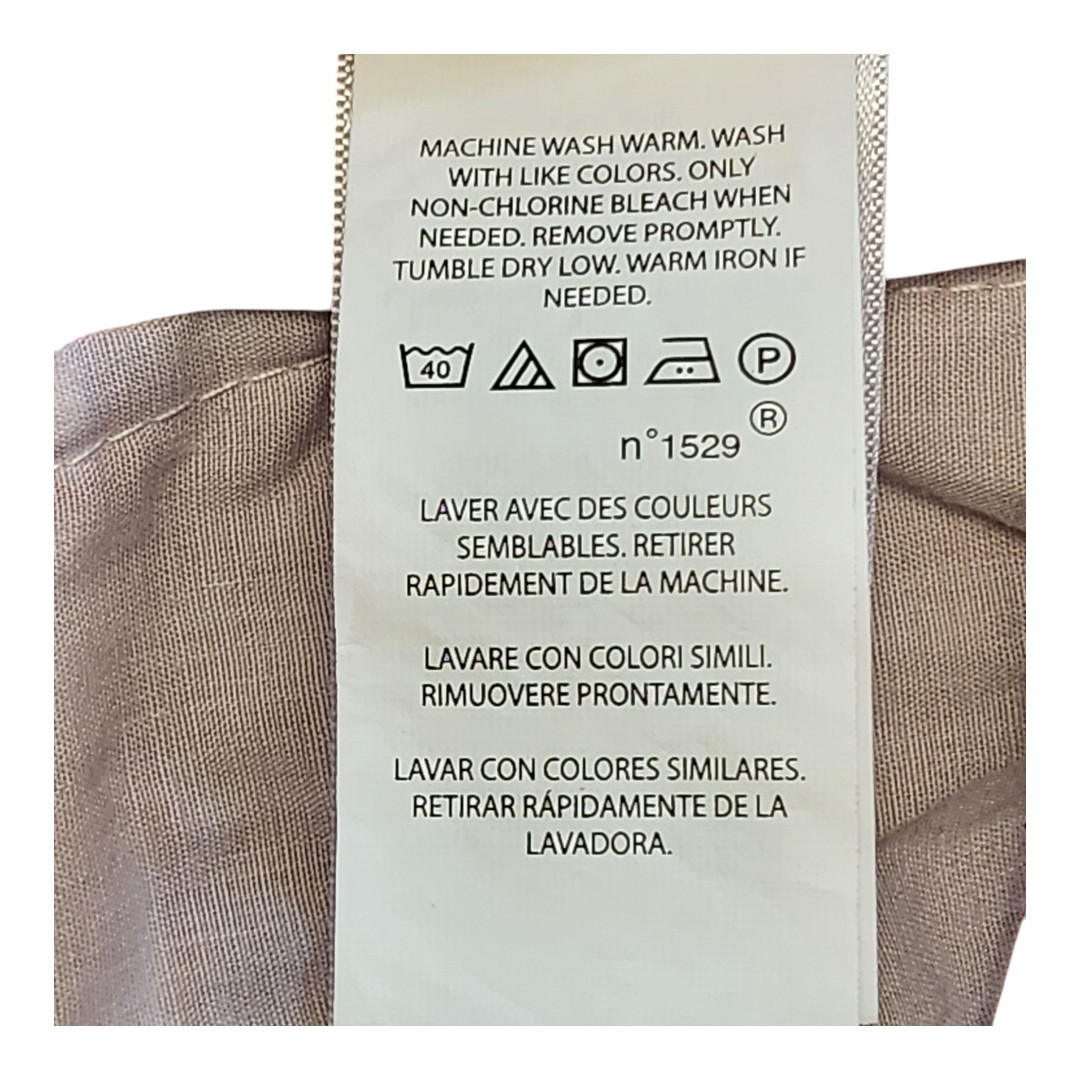 MACHINE WASH WARM. WASH
WITH LIKE COLORS. ONLY
NON-CHLORINE BLEACH WHEN
NEEDED. REMOVE PROMPTLY.
TUMBLE DRY LOW. WARM IRON IF
NEEDED.
40 P
®
n°1529
LAVER AVEC DES COULEURS
SEMBLABLES. RETIRER
RAPIDEMENT DE LA MACHINE.
LAVARE CON COLORI SIMILI.
RIMUOVERE PRONTAMENTE.
LAVAR CON COLORES SIMILARES.
RETIRAR RÁPIDAMENTE DE LA
LAVADORA.